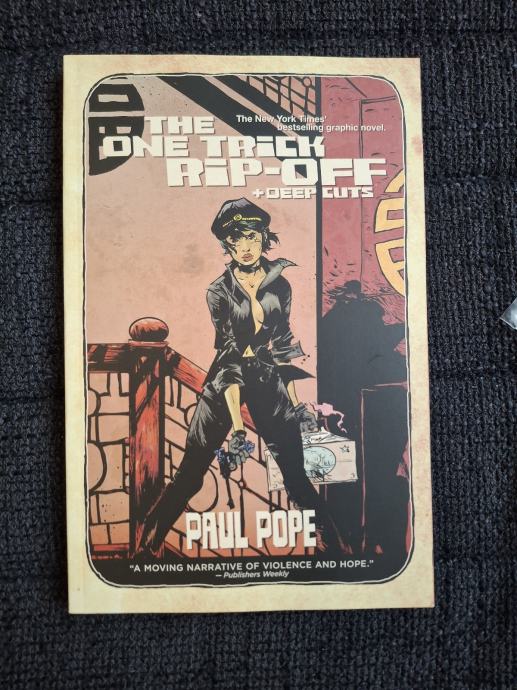 The New York Times'
bestselling graphic novel.
THE
ONE TRiCK
RiP-OFF
+DEEP CUTS
PAUL POPE
"A MOVING NARRATIVE OF VIOLENCE AND HOPE."
— Publishers Weekly